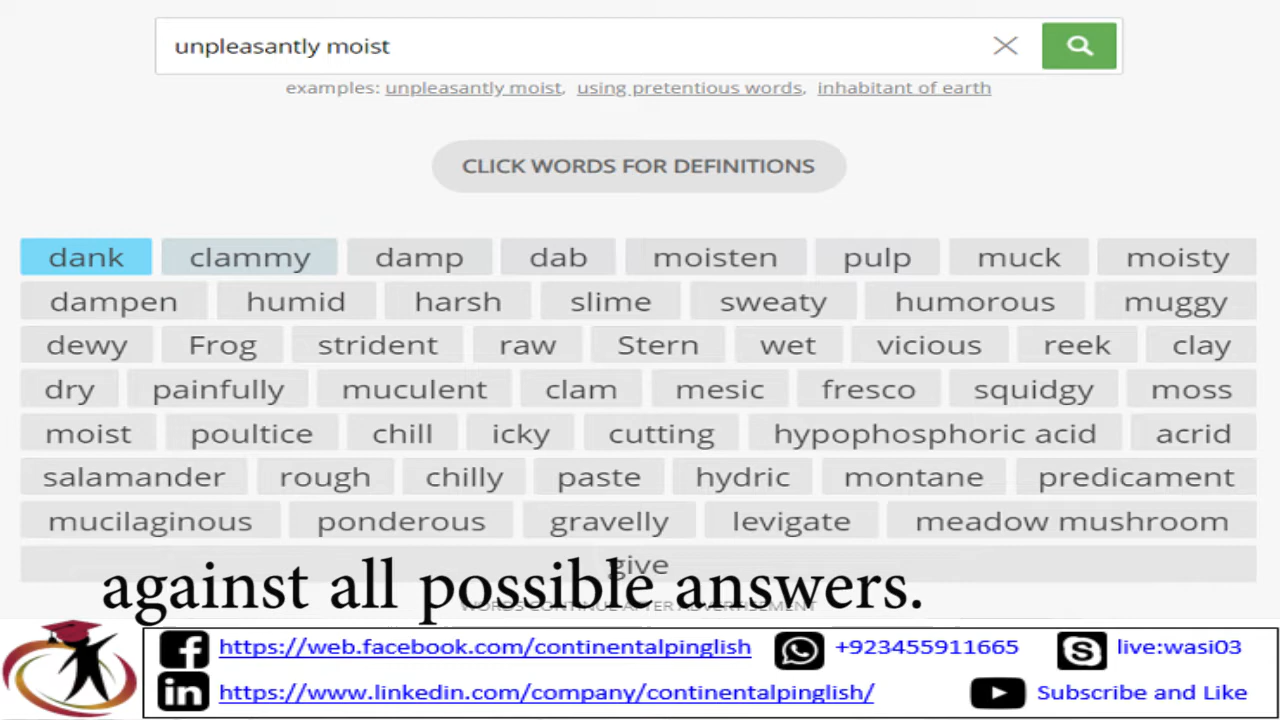 unpleasantly moist
examples: unpleasantly moist, using pretentious words, inhabitant of earth
CLICK WORDS FOR DEFINITIONS
dank clammy damp dab moisten pulp muck moisty
dampen humid harsh slime sweaty humorous muggy
dewy Frog strident raw Stern wet vicious reek clay
dry painfully muculent clam mesic fresco squidgy moss
moist poultice chill icky cutting hypophosphoric acid acrid
salamander rough chilly paste hydric montane predicament
mucilaginous ponderous gravelly levigate meadow mushroom
give
against all possible answers.
WORDS CONTINUE AFTER ADVERTISEMENT
https://web.facebook.com/continentalpinglish +923455911665 live:wasi03
https://www.linkedin.com/company/continentalpinglish/ Subscribe and Like